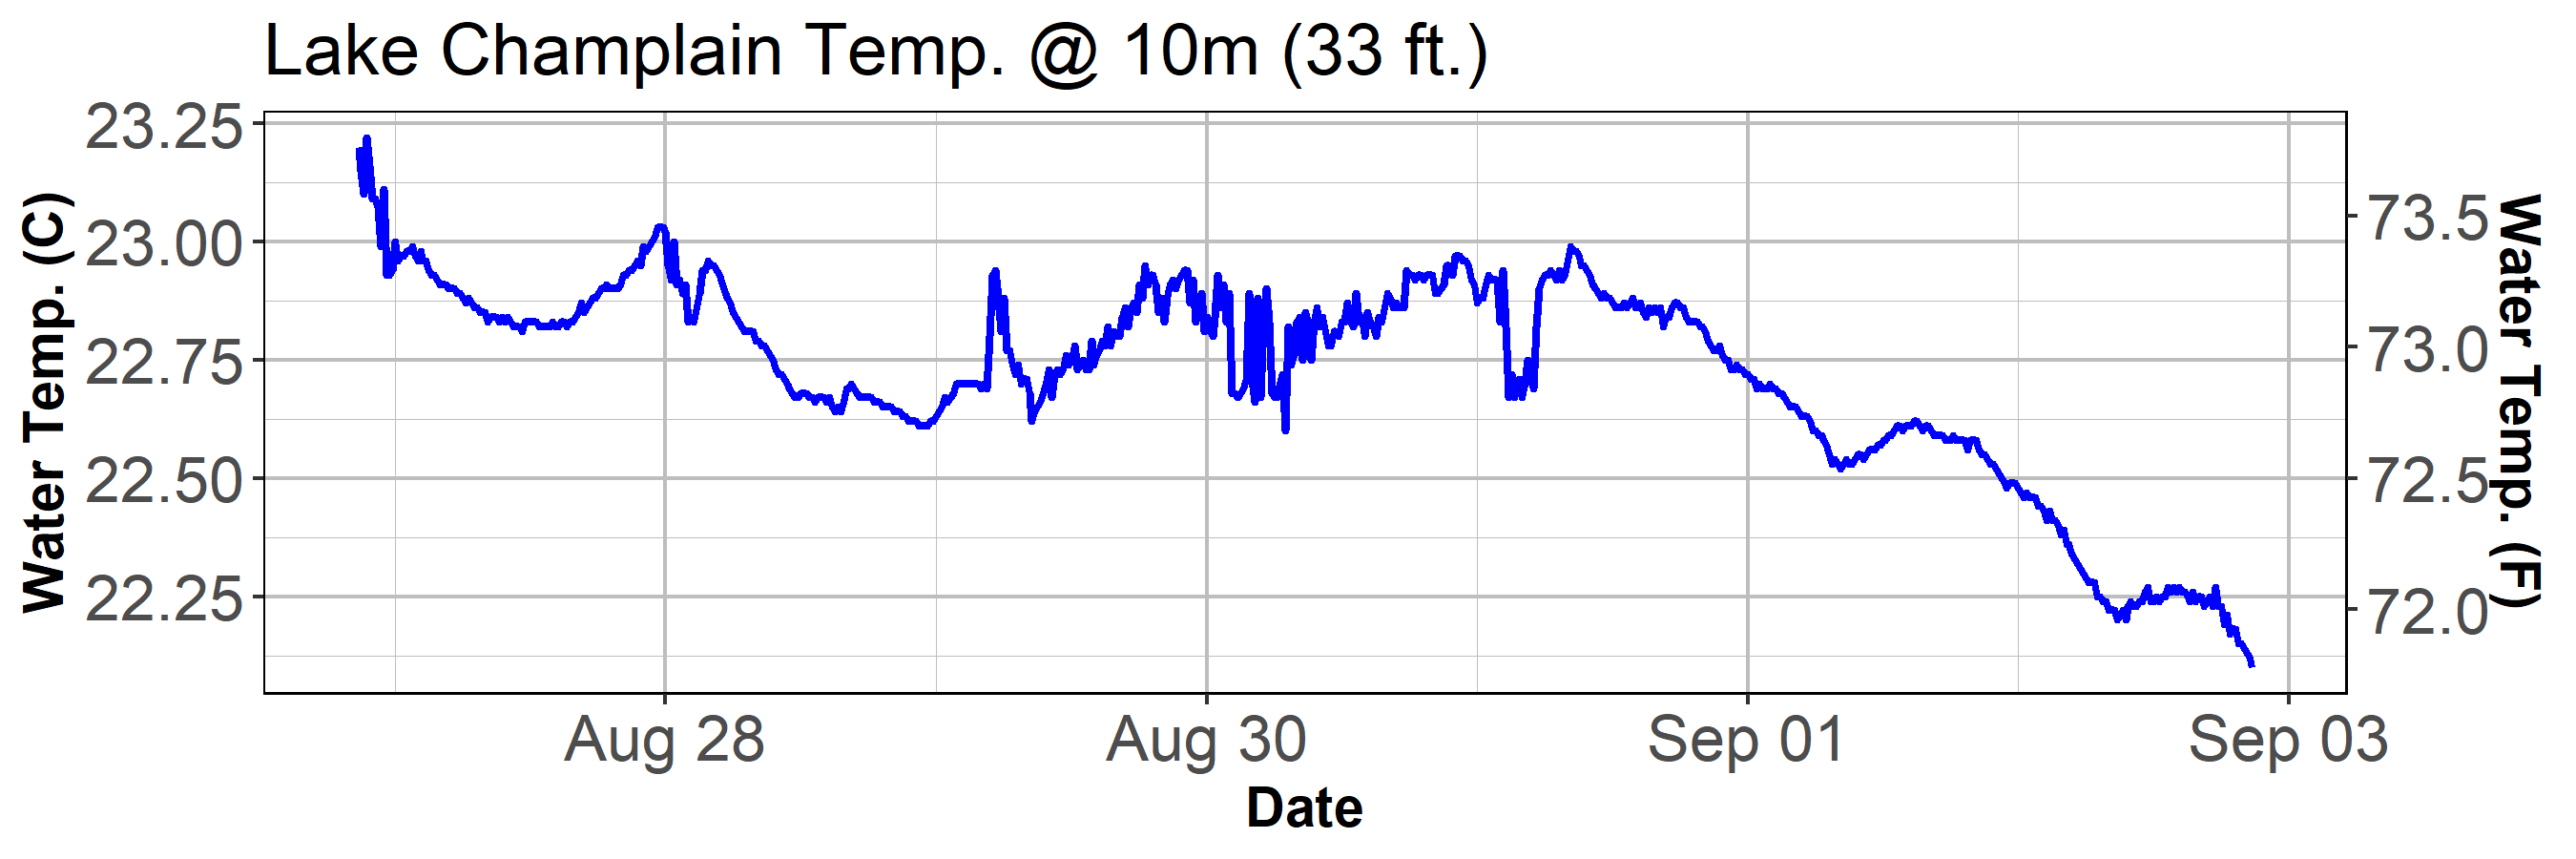 Lake Champlain Temp. @ 10m (33 ft.)
Water Temp. (C)
23.25
23.00
22.75
22.50
22.25
73.5
73.0
72.5
72.0
Water Temp. (F)
Aug 28
Aug 30
Sep 01
Sep 03
Date